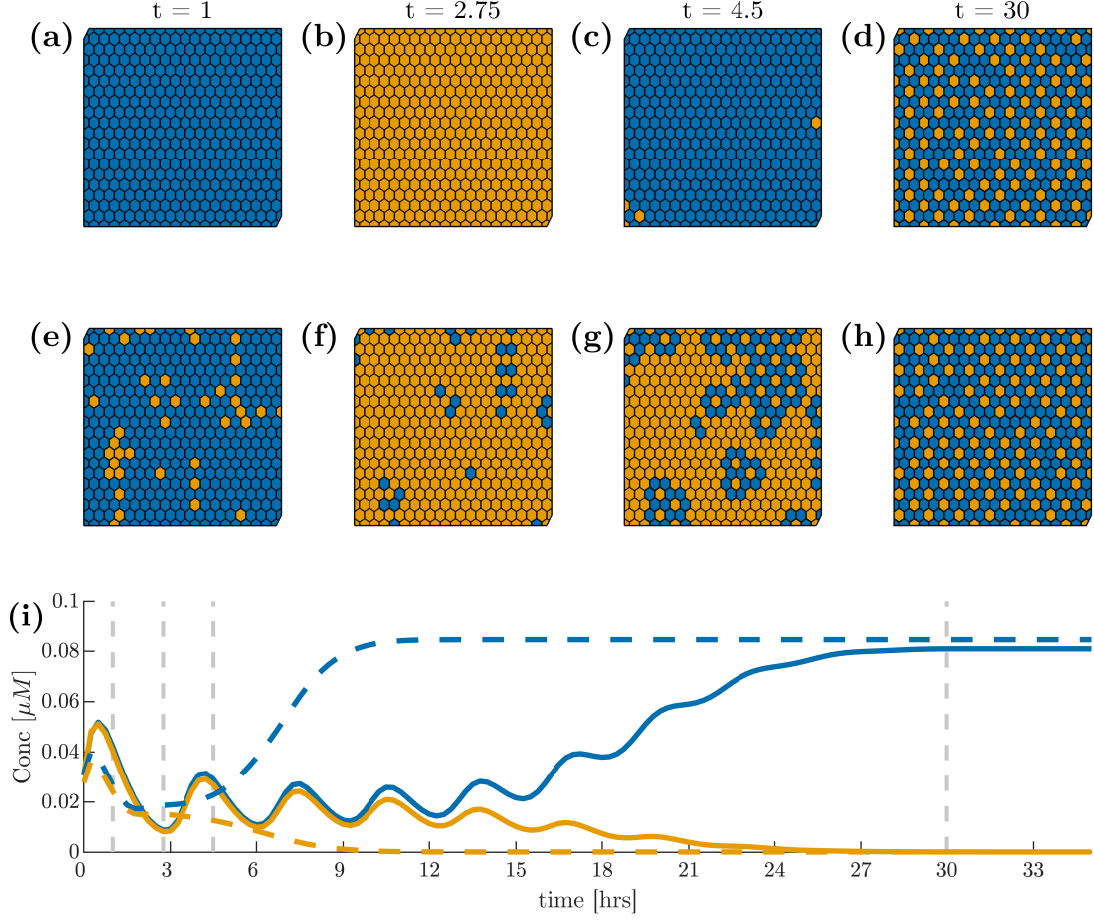 t = 1 t = 2.75 t = 4.5 t = 30
(a) (b) (c) (d)
(e) (f) (g) (h)
(i)
0.1
0.08
0.06
0.04
0.02
0
Conc [μM]
0 3 6 9 12 15 18 21 24 27 30 33
time [hrs]